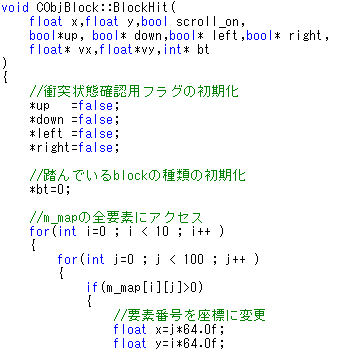 void CObjBlock::BlockHit(
    float x,float y,bool scroll_on,
    bool*up, bool* down,bool* left,bool* right,
    float* vx,float*vy,int* bt
)
{
    //衝突状態確認用フラグの初期化
    *up   =false;
    *down =false;
    *left =false;
    *right=false;

    //踏んでいるblockの種類の初期化
    *bt=0;

    //m_mapの全要素にアクセス
    for(int i=0 ; i < 10 ; i++ )
    {
        for(int j=0 ; j < 100 ; j++ )
        {
            if(m_map[i][j]>0)
            {
                //要素番号を座標に変更
                float x=j*64.0f;
                float y=i*64.0f;